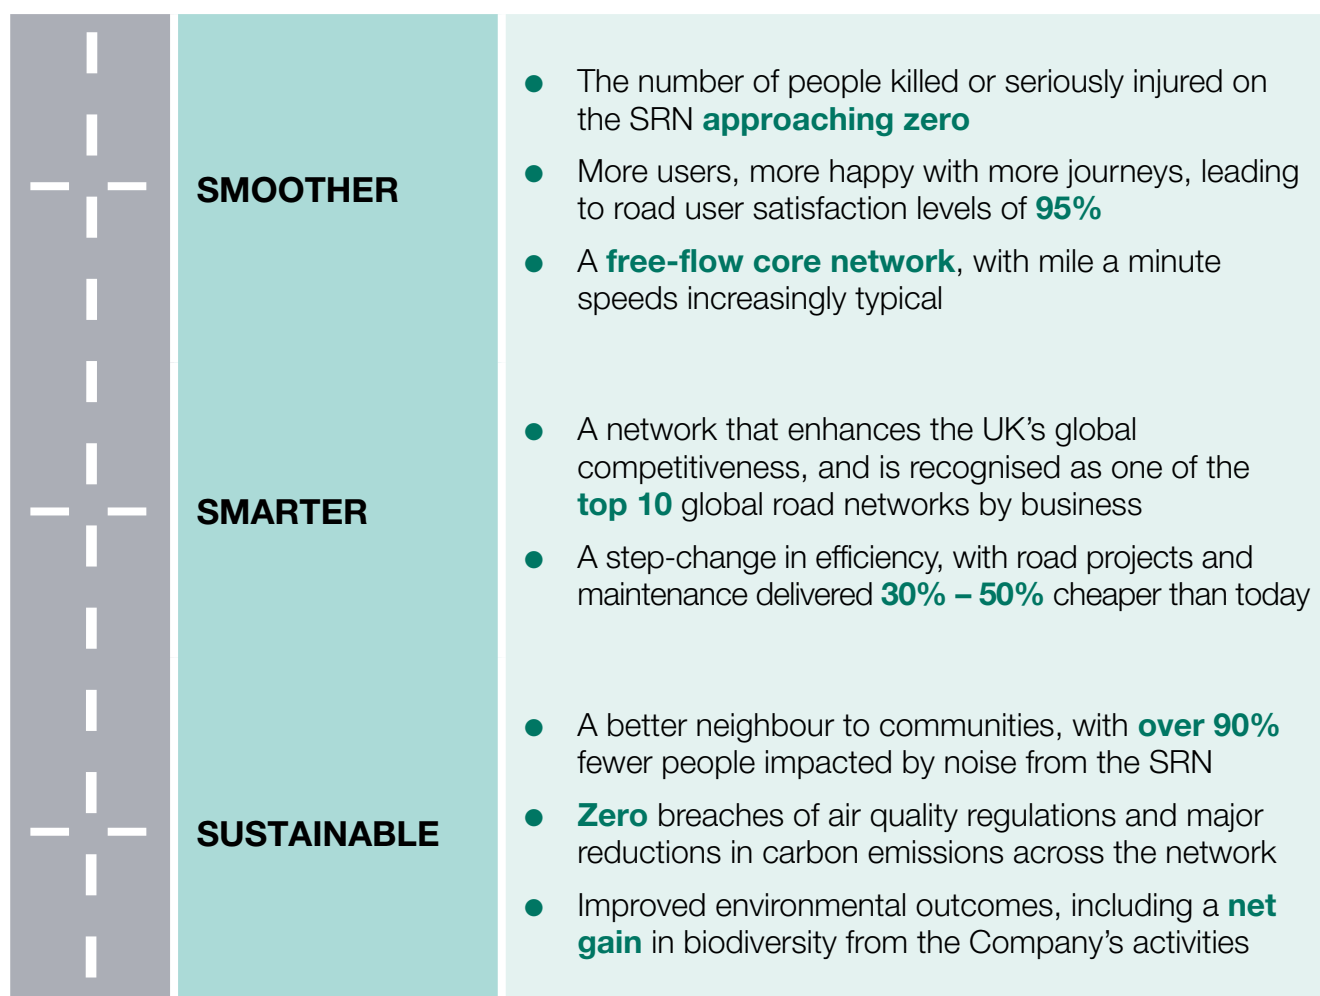 SMOOTHER
● The number of people killed or seriously injured on
the SRN approaching zero
● More users, more happy with more journeys, leading
to road user satisfaction levels of 95%
● A free-flow core network, with mile a minute
speeds increasingly typical
SMARTER
● A network that enhances the UK’s global
competitiveness, and is recognised as one of the
top 10 global road networks by business
● A step-change in efficiency, with road projects and
maintenance delivered 30% – 50% cheaper than today
SUSTAINABLE
● A better neighbour to communities, with over 90%
fewer people impacted by noise from the SRN
● Zero breaches of air quality regulations and major
reductions in carbon emissions across the network
● Improved environmental outcomes, including a net
gain in biodiversity from the Company’s activities